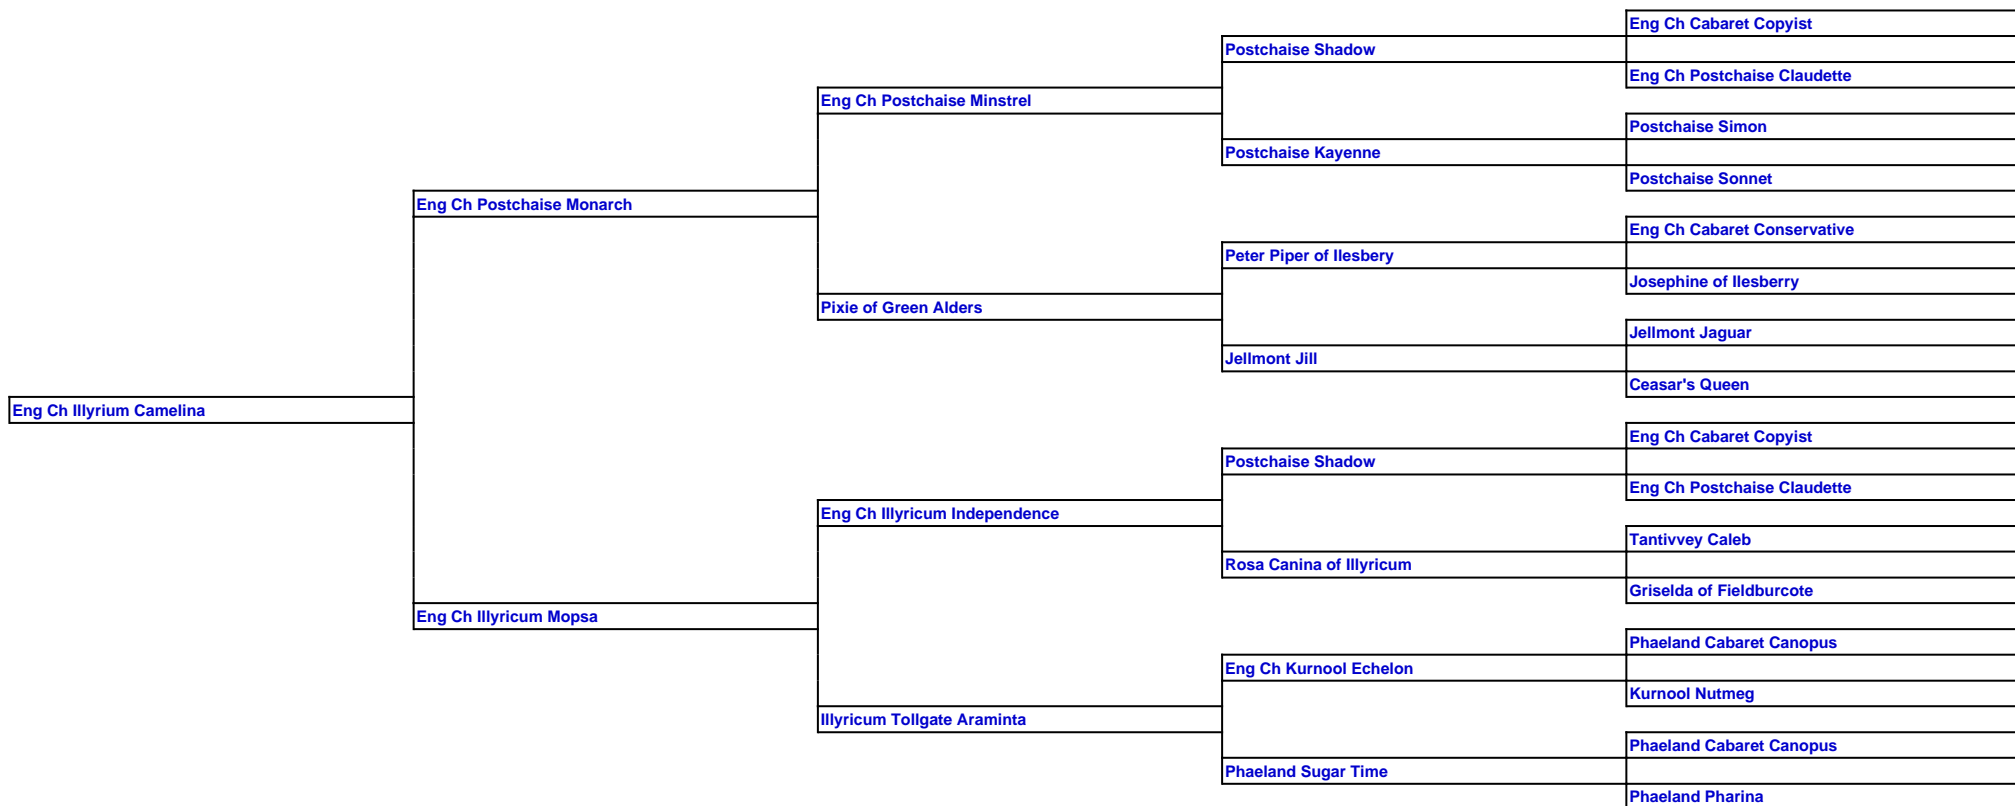 Eng Ch Cabaret Copyist
Postchaise Shadow
Eng Ch Postchaise Claudette
Eng Ch Postchaise Minstrel
Postchaise Simon
Postchaise Kayenne
Postchaise Sonnet
Eng Ch Postchaise Monarch
Eng Ch Cabaret Conservative
Peter Piper of Ilesbery
Josephine of Ilesberry
Pixie of Green Alders
Jellmont Jaguar
Jellmont Jill
Ceasar's Queen
Eng Ch Illyrium Camelina
Eng Ch Cabaret Copyist
Postchaise Shadow
Eng Ch Postchaise Claudette
Eng Ch Illyricum Independence
Tantivvey Caleb
Rosa Canina of Illyricum
Griselda of Fieldburcote
Eng Ch Illyricum Mopsa
Phaeland Cabaret Canopus
Eng Ch Kurnool Echelon
Kurnool Nutmeg
Illyricum Tollgate Araminta
Phaeland Cabaret Canopus
Phaeland Sugar Time
Phaeland Pharina